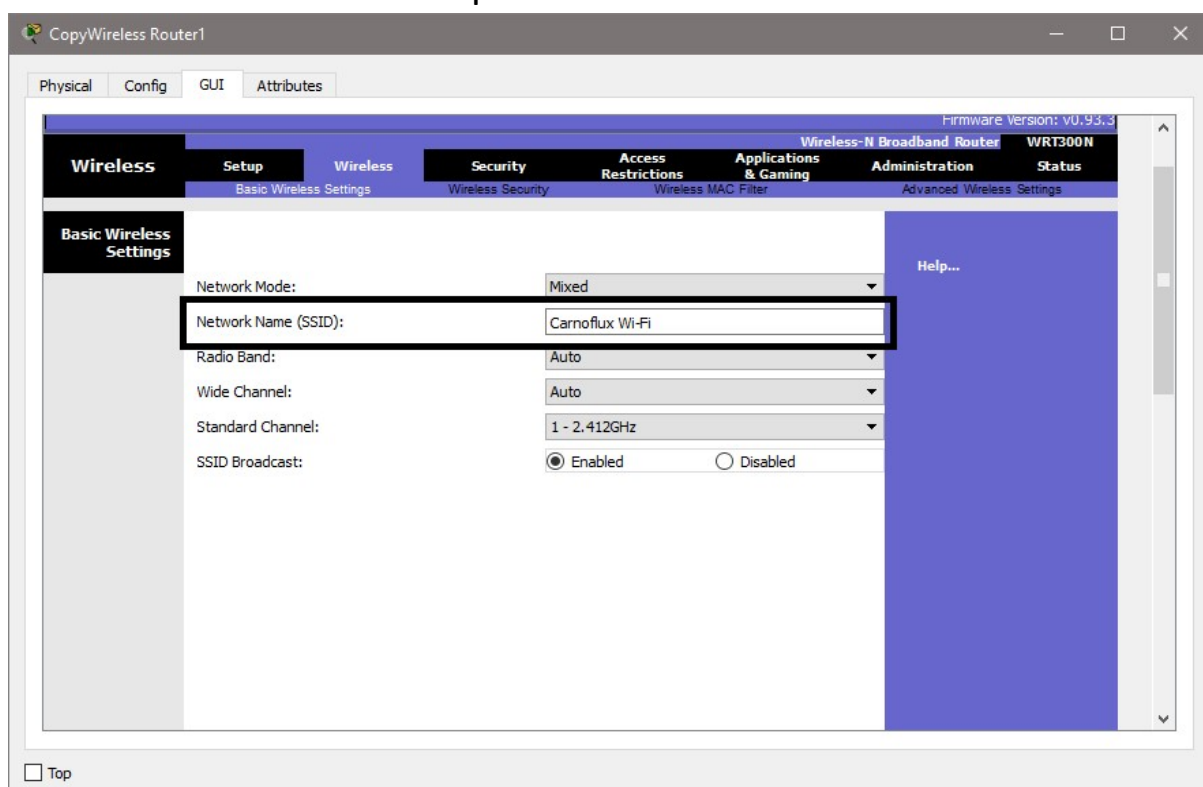 CopyWireless Router1
Physical Config GUI Attributes
Firmware Version: v0.93.3
Wireless-N Broadband Router WRT300N
Wireless Setup Wireless Security Access Restrictions Applications & Gaming Administration Status
Basic Wireless Settings Wireless Security Wireless MAC Filter Advanced Wireless Settings
Basic Wireless
Settings
Help...
Network Mode: Mixed
Network Name (SSID): Carnoflux Wi-Fi
Radio Band: Auto
Wide Channel: Auto
Standard Channel: 1 - 2.412GHz
SSID Broadcast: Enabled Disabled
Top